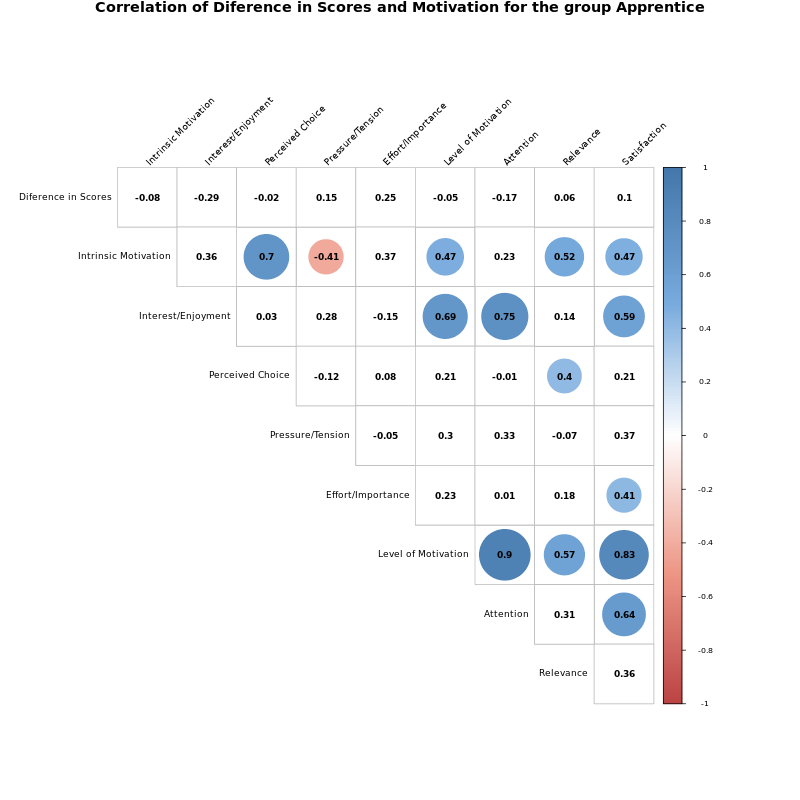 Correlation of Diference in Scores and Motivation for the group Apprentice
Intrinsic Motivation
Interest/Enjoyment
Perceived Choice
Pressure/Tension
Effort/Importance
Level of Motivation
Attention
Relevance
Satisfaction
Diference in Scores -0.08 -0.29 -0.02 0.15 0.25 -0.05 -0.17 0.06 0.1
Intrinsic Motivation 0.36 0.7 -0.41 0.37 0.47 0.23 0.52 0.47
Interest/Enjoyment 0.03 0.28 -0.15 0.69 0.75 0.14 0.59
Perceived Choice -0.12 0.08 0.21 -0.01 0.4 0.21
Pressure/Tension -0.05 0.3 0.33 -0.07 0.37
Effort/Importance 0.23 0.01 0.18 0.41
Level of Motivation 0.9 0.57 0.83
Attention 0.31 0.64
Relevance 0.36
1
0.8
0.6
0.4
0.2
0
-0.2
-0.4
-0.6
-0.8
-1